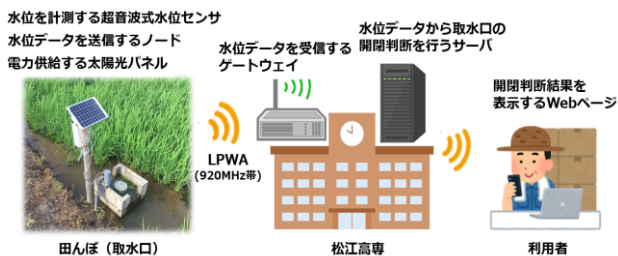 水位を計測する超音波式水位センサ
水位データを送信するノード
電力供給する太陽光パネル
水位データを受信する
ゲートウェイ
水位データから取水口の
開閉判断を行うサーバ
開閉判断結果を
表示するWebページ
LPWA
(920MHz帯)
田んぼ（取水口）
松江高専
利用者